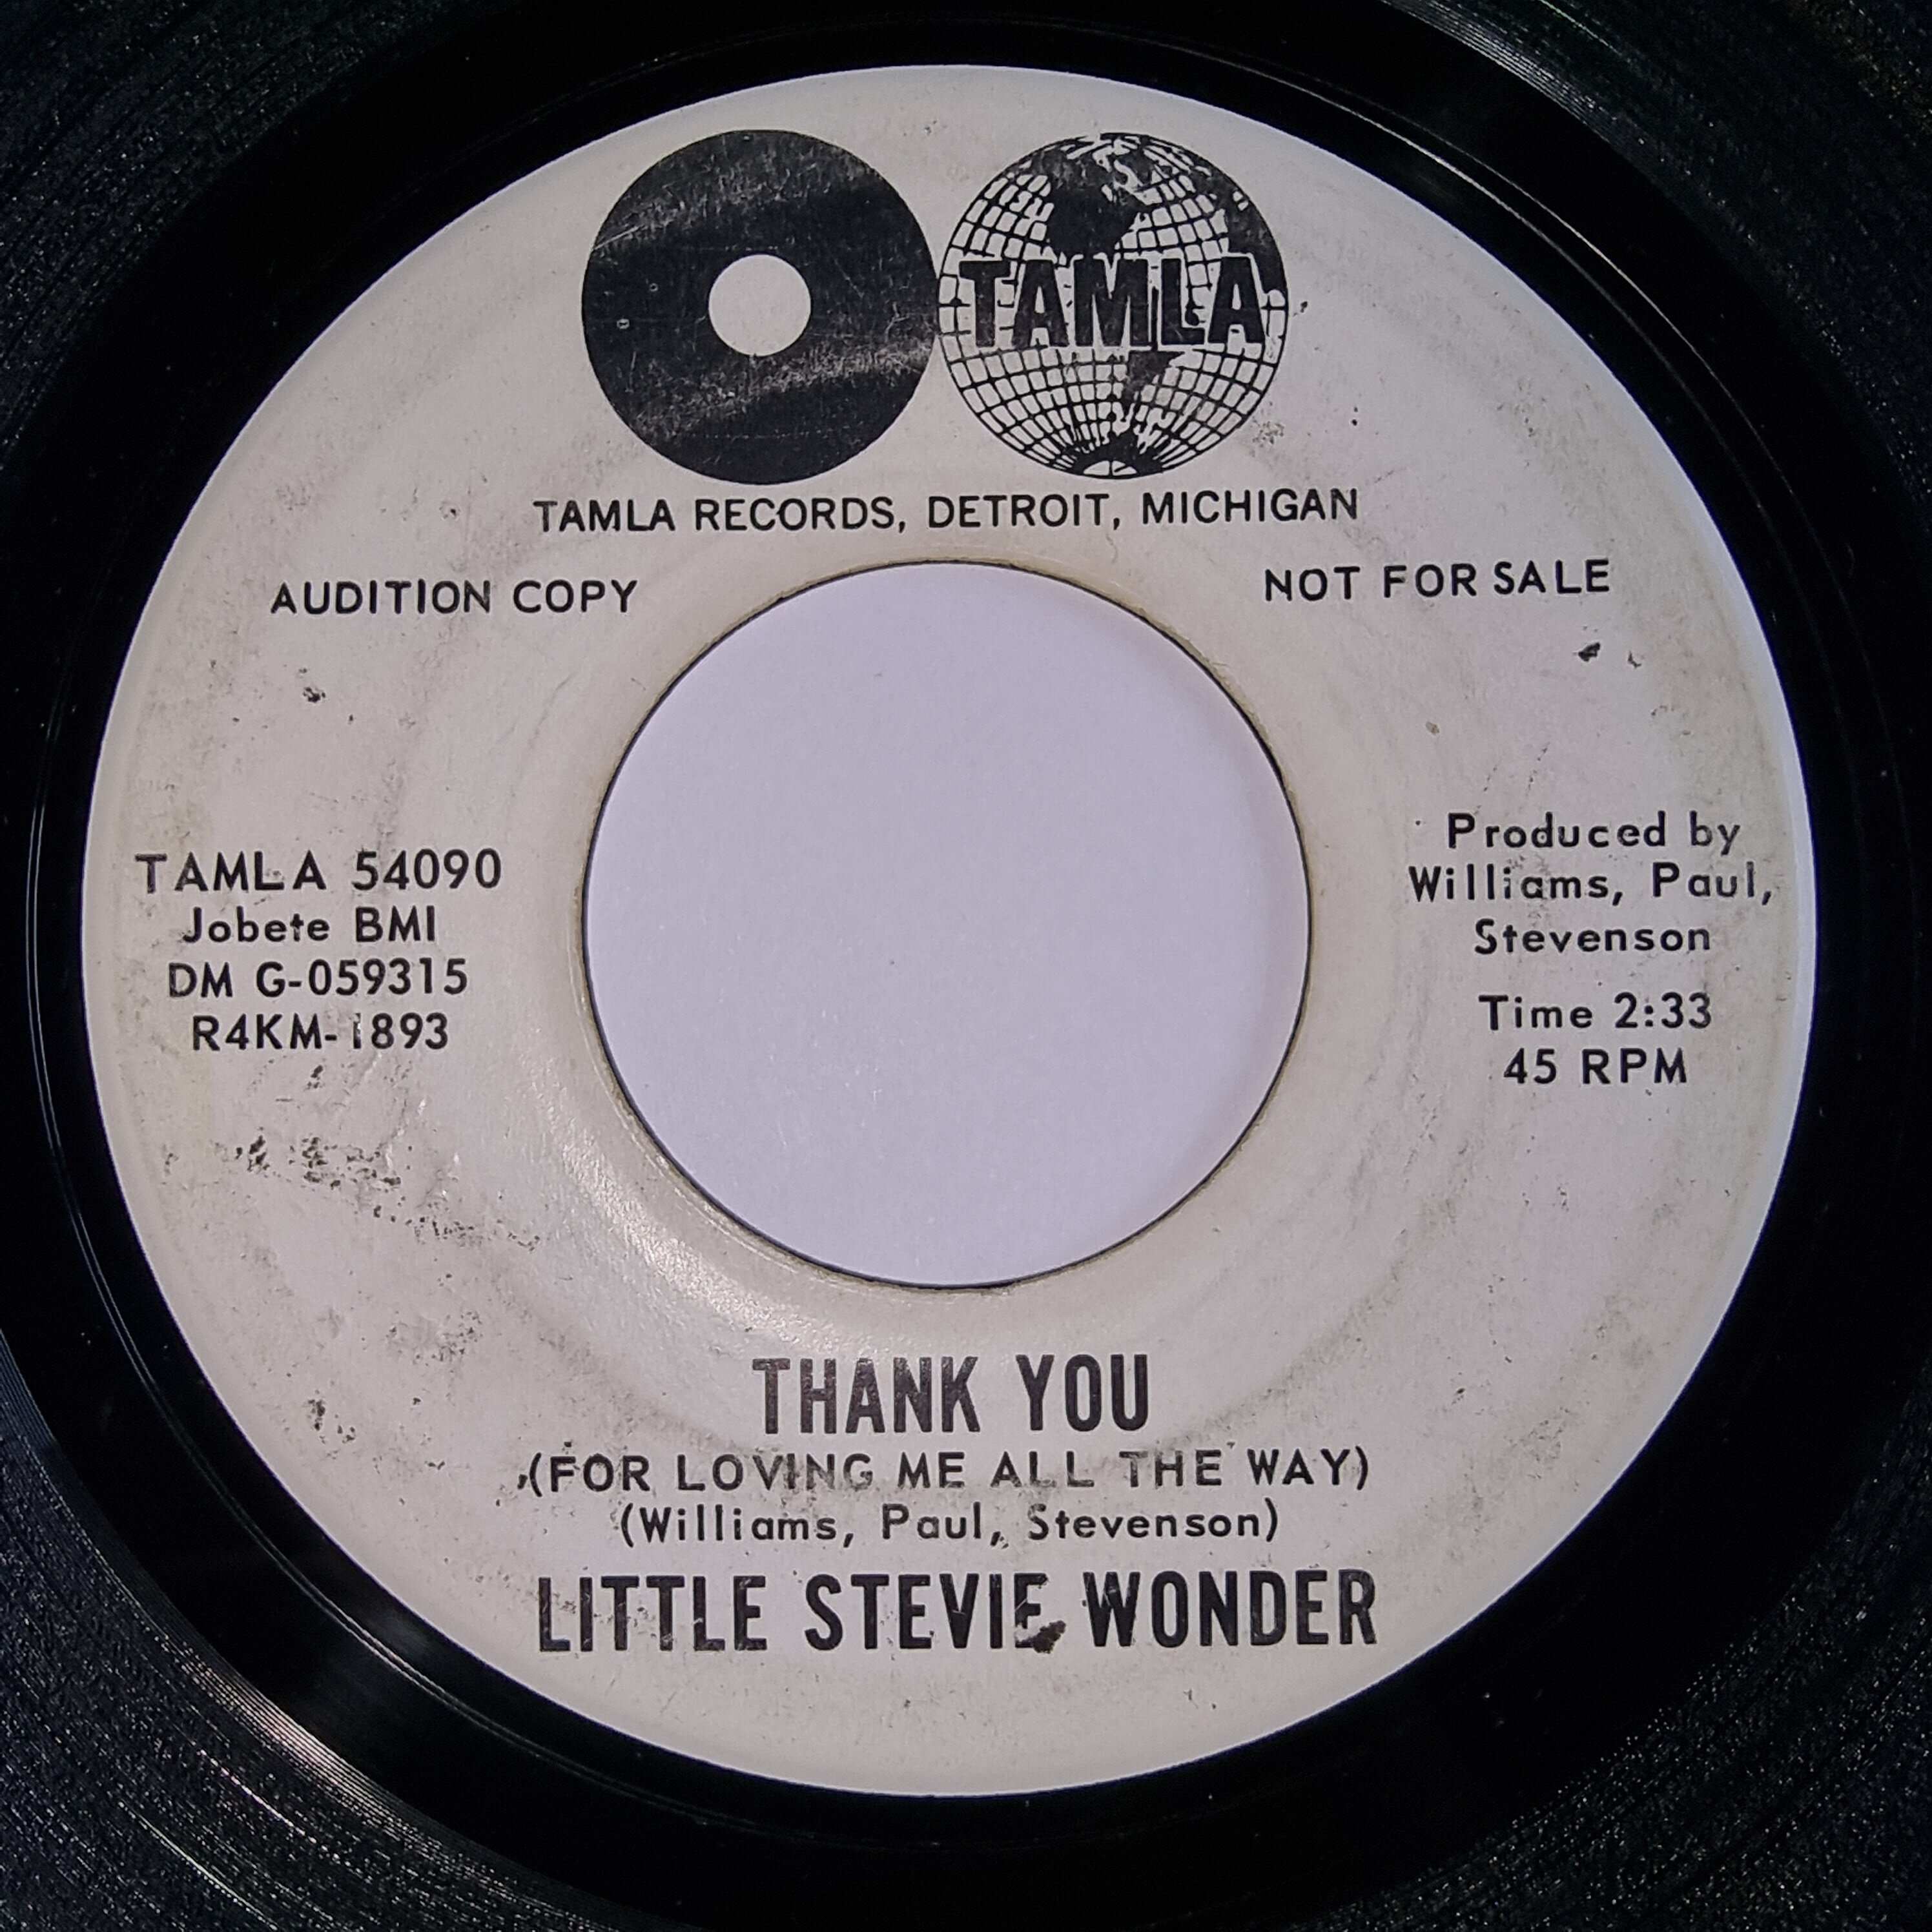 TAMLA
TAMLA RECORDS, DETROIT, MICHIGAN
AUDITION COPY
NOT FOR SALE
TAMLA 54090
Jobete BMI
DM G-059315
R4KM-1893
Produced by
Williams, Paul,
Stevenson
Time 2:33
45 RPM
THANK YOU
(FOR LOVING ME ALL THE WAY)
(Williams, Paul, Stevenson)
LITTLE STEVIE WONDER